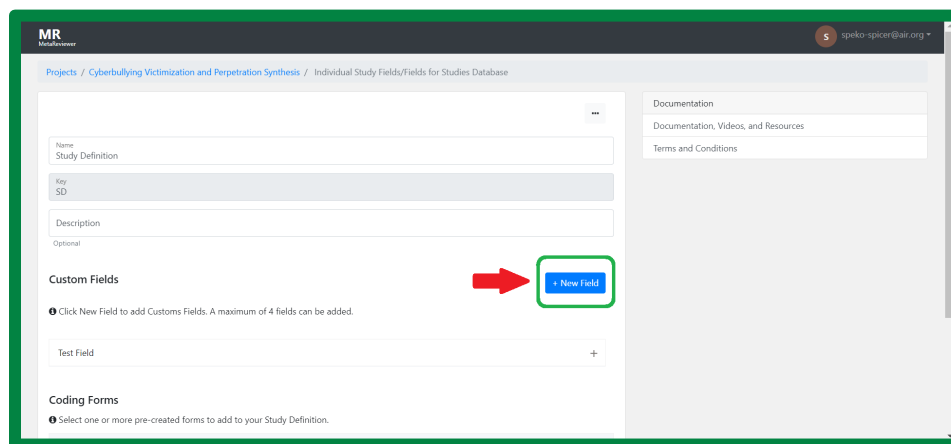 MR
MetaReviewer
S speko-spicer@air.org
Projects / Cyberbullying Victimization and Perpetration Synthesis / Individual Study Fields/Fields for Studies Database
Name
Study Definition
Key
SD
Description
Optional
Custom Fields
+ New Field
Click New Field to add Customs Fields. A maximum of 4 fields can be added.
Test Field
Coding Forms
Select one or more pre-created forms to add to your Study Definition.
Documentation
Documentation, Videos, and Resources
Terms and Conditions